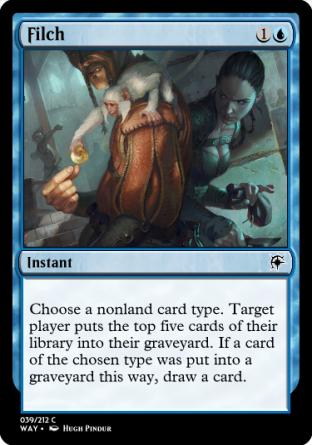 Filch 1
Instant
Choose a nonland card type. Target
player puts the top five cards of their
library into their graveyard. If a card
of the chosen type was put into a
graveyard this way, draw a card.
039/212 C
WAY • Hugh Pindur